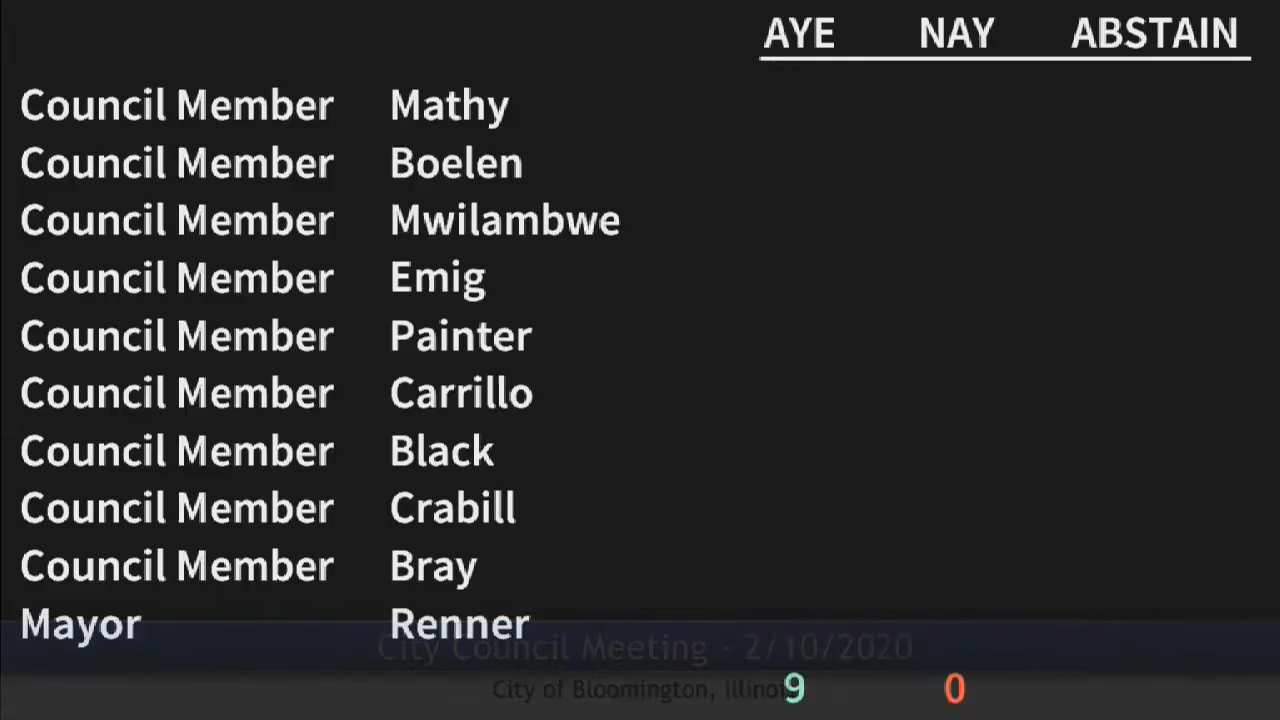 AYE NAY ABSTAIN
Council Member Mathy
Council Member Boelen
Council Member Mwilambwe
Council Member Emig
Council Member Painter
Council Member Carrillo
Council Member Black
Council Member Crabill
Council Member Bray
Mayor Renner
City Council Meeting - 2/10/2020
City of Bloomington, Illinois 9 0